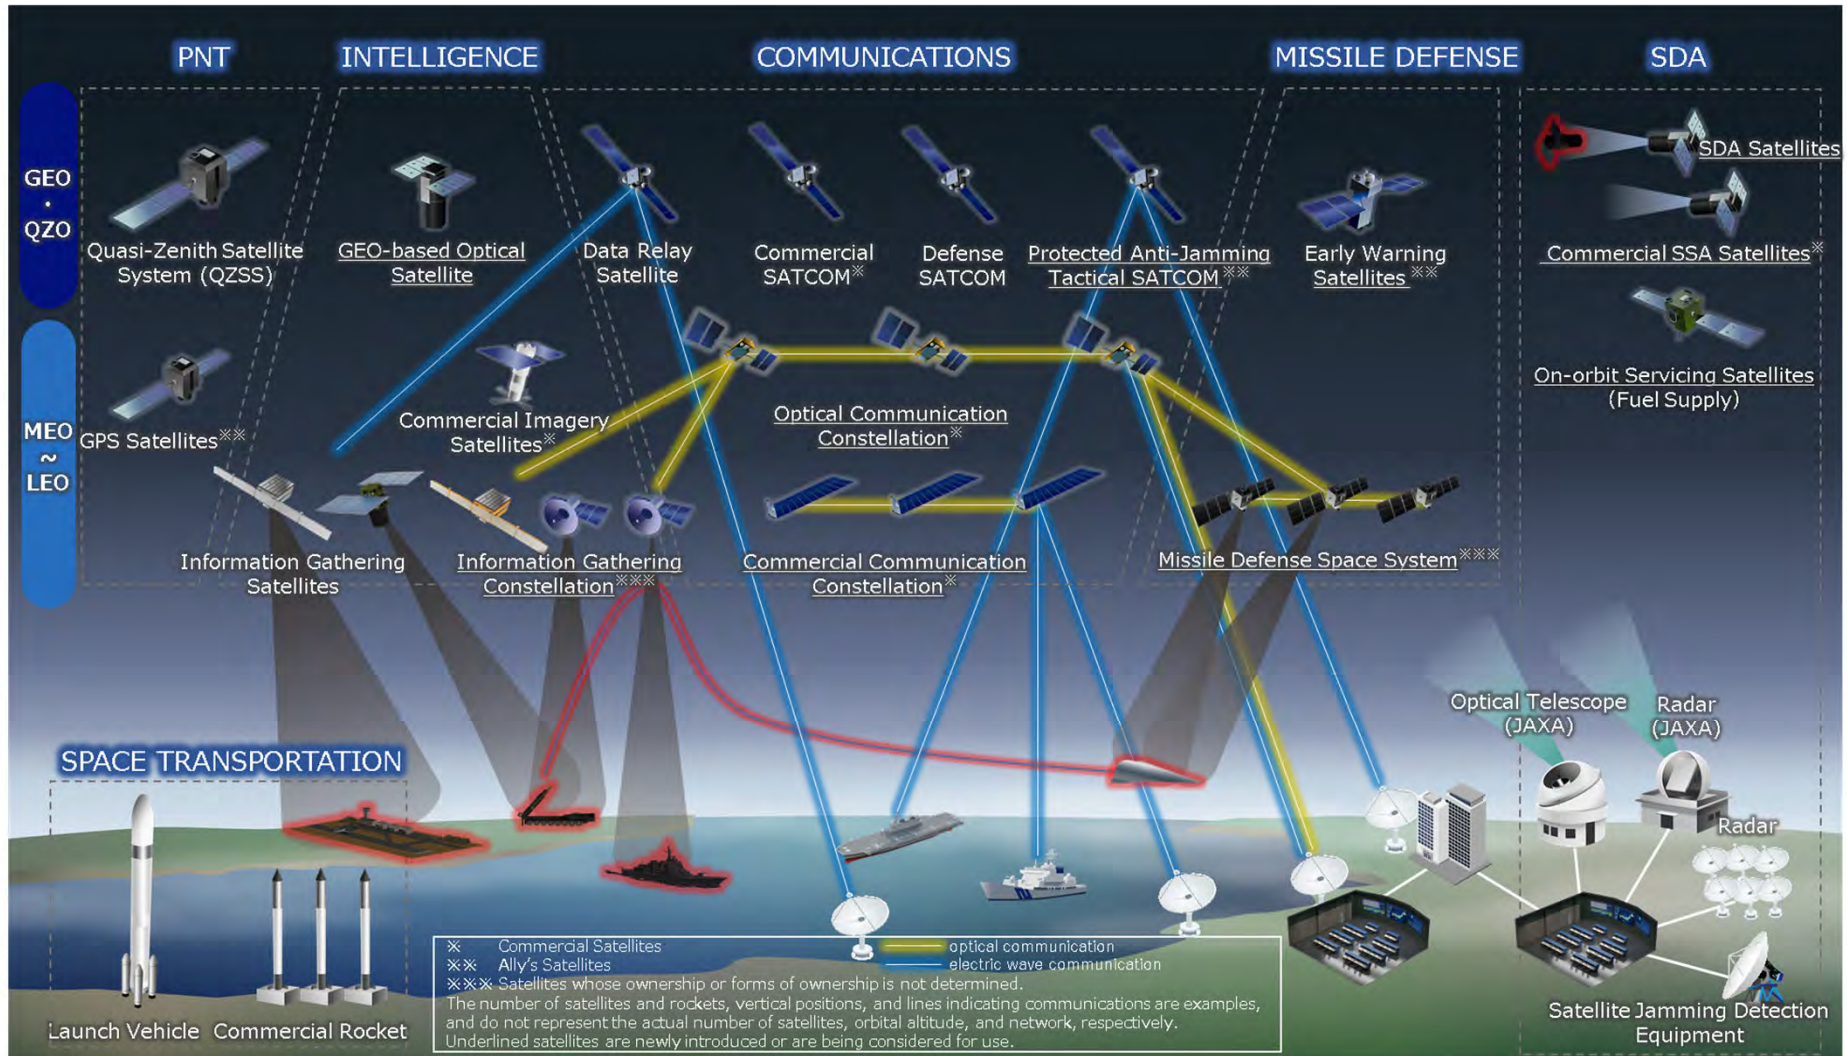 PNT
INTELLIGENCE
COMMUNICATIONS
MISSILE DEFENSE
SDA
GEO
・
QZO
MEO
~
LEO
Quasi-Zenith Satellite
System (QZSS)
GEO-based Optical
Satellite
Data Relay
Satellite
Commercial
SATCOM※
Defense
SATCOM
Protected Anti-Jamming
Tactical SATCOM※※
Early Warning
Satellites※※
SDA Satellites
Commercial SSA Satellites※
On-orbit Servicing Satellites
(Fuel Supply)
GPS Satellites※※
Commercial Imagery
Satellites※
Optical Communication
Constellation※
Information Gathering
Satellites
Information Gathering
Constellation※※※
Commercial Communication
Constellation※
Missile Defense Space System※※※
Optical Telescope
(JAXA)
Radar
(JAXA)
Radar
Satellite Jamming Detection
Equipment
SPACE TRANSPORTATION
Launch Vehicle
Commercial Rocket
※ Commercial Satellites
optical communication
※※ Ally's Satellites
electric wave communication
※※※ Satellites whose ownership or forms of ownership is not determined.
The number of satellites and rockets, vertical positions, and lines indicating communications are examples,
and do not represent the actual number of satellites, orbital altitude, and network, respectively.
Underlined satellites are newly introduced or are being considered for use.